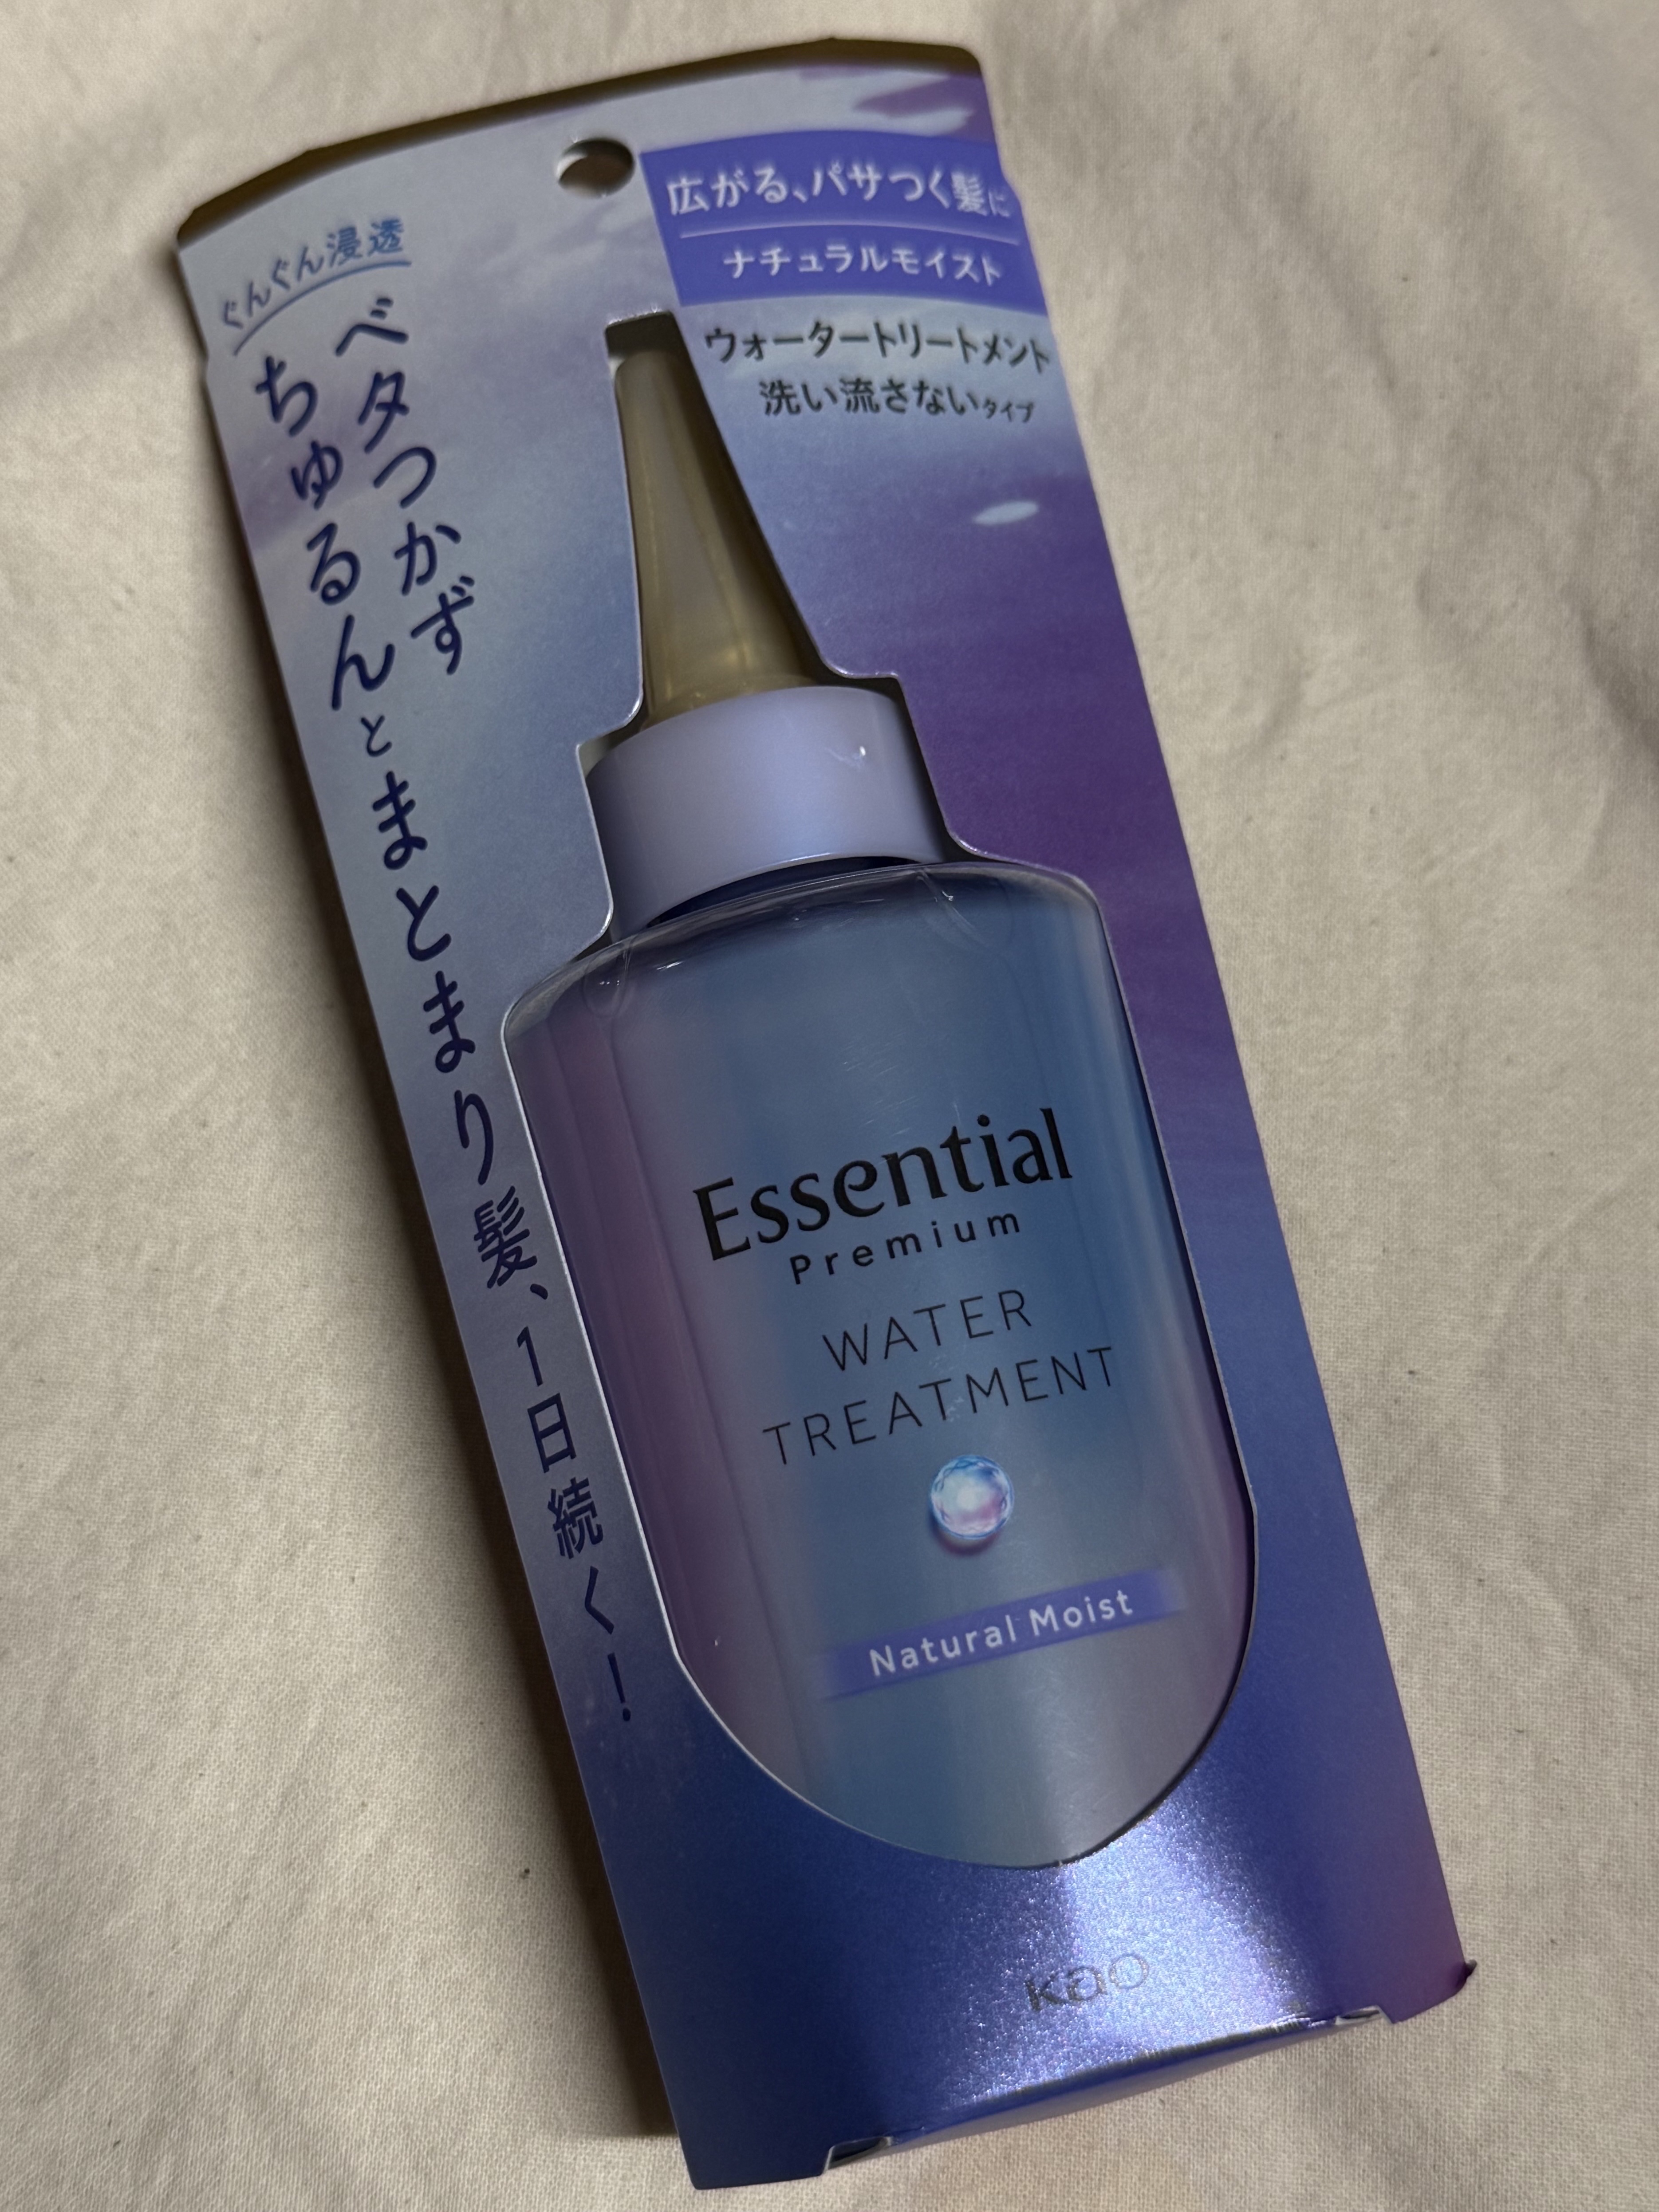 広がる、パサつく髪に
ナチュラルモイスト
ウォータートリートメント
洗い流さないタイプ
ぐんぐん浸透
ベタつかず
ちゅるんとまとまり髪、1日続く!
Essential
Premium
WATER
TREATMENT
Natural Moist
Kao